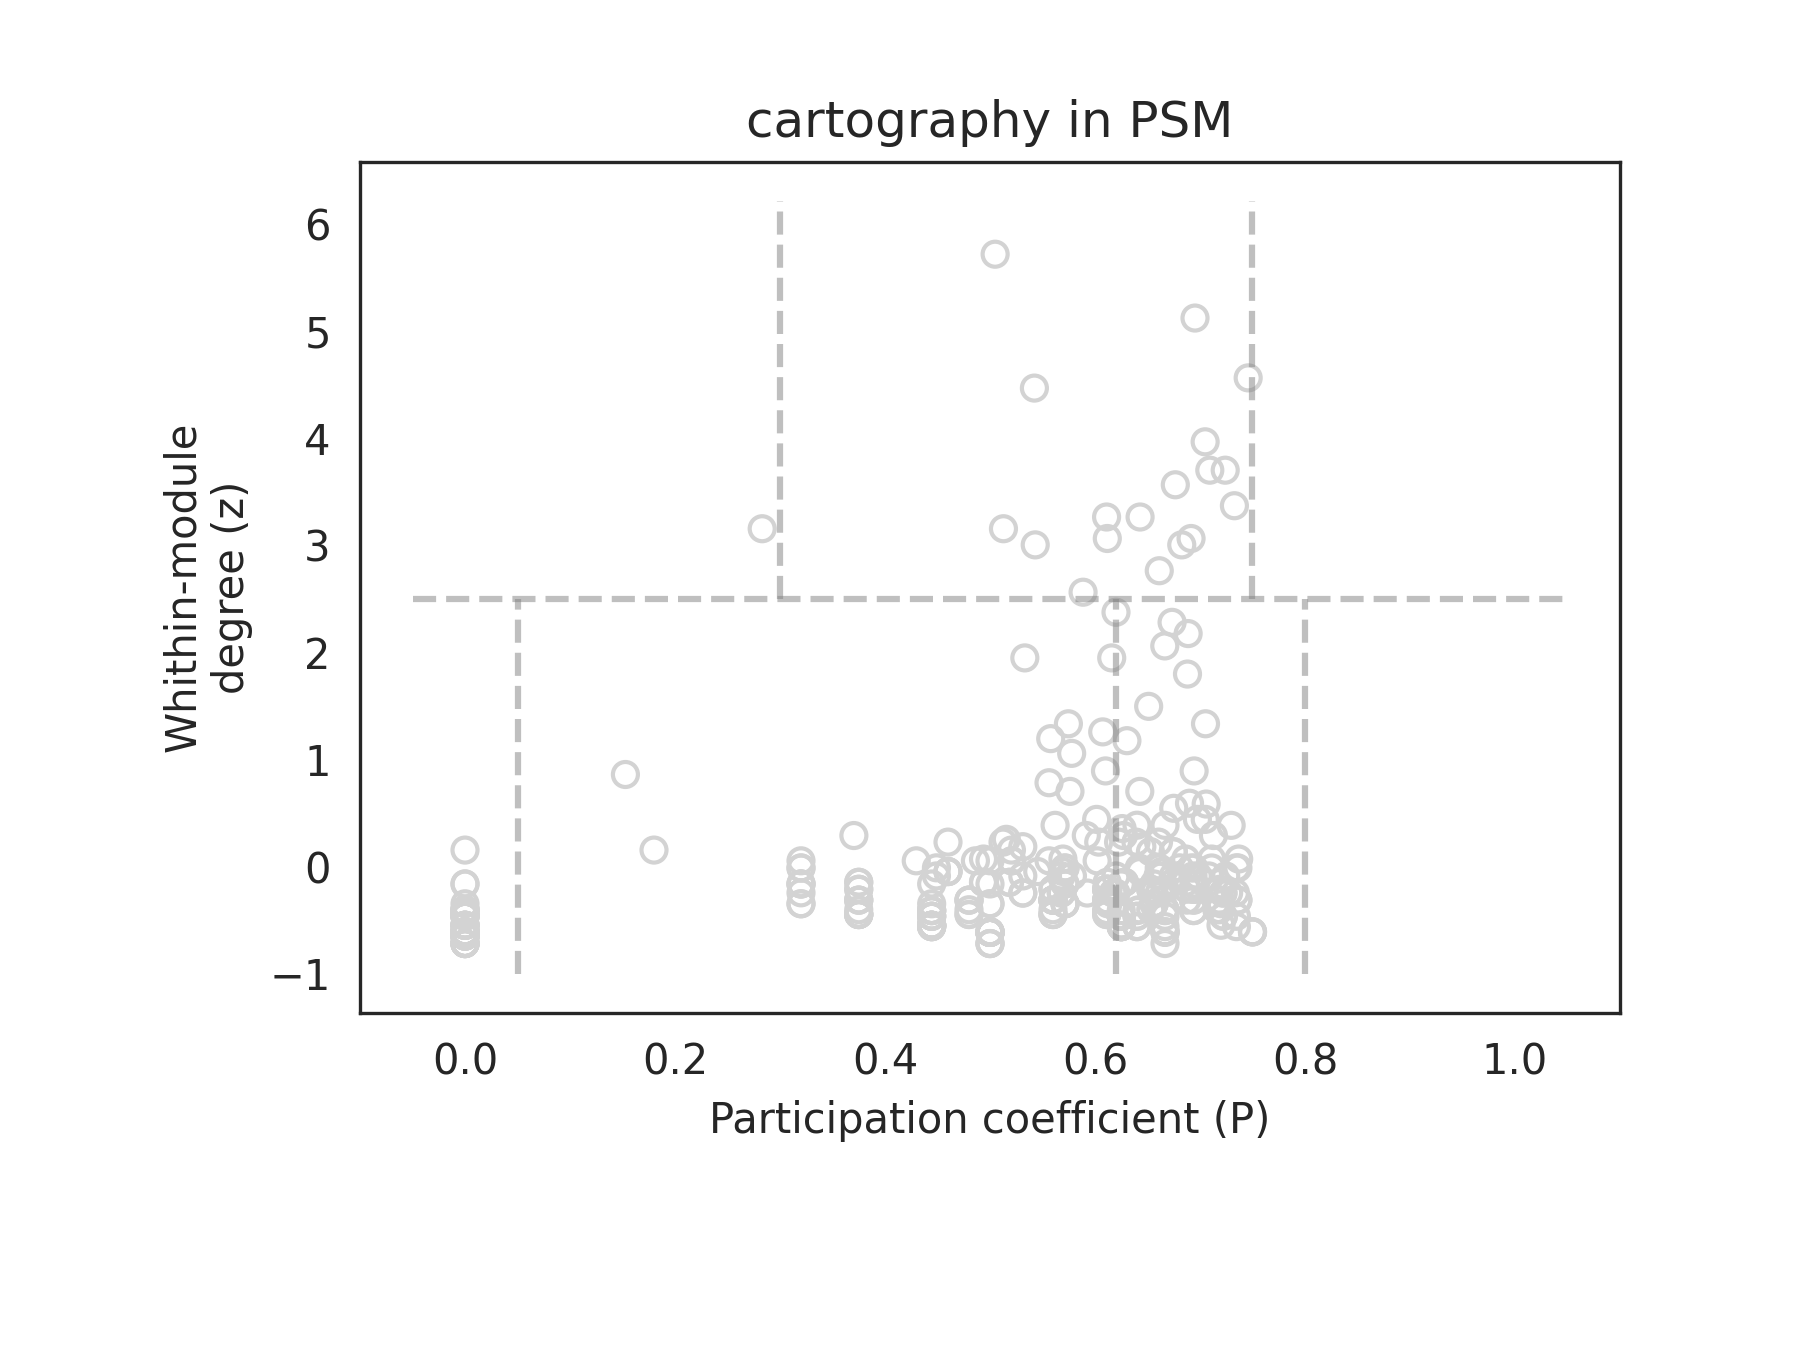 cartography in PSM
6
5
4
3
2
1
0
−1
Whithin-module
degree (z)
0.0 0.2 0.4 0.6 0.8 1.0
Participation coefficient (P)